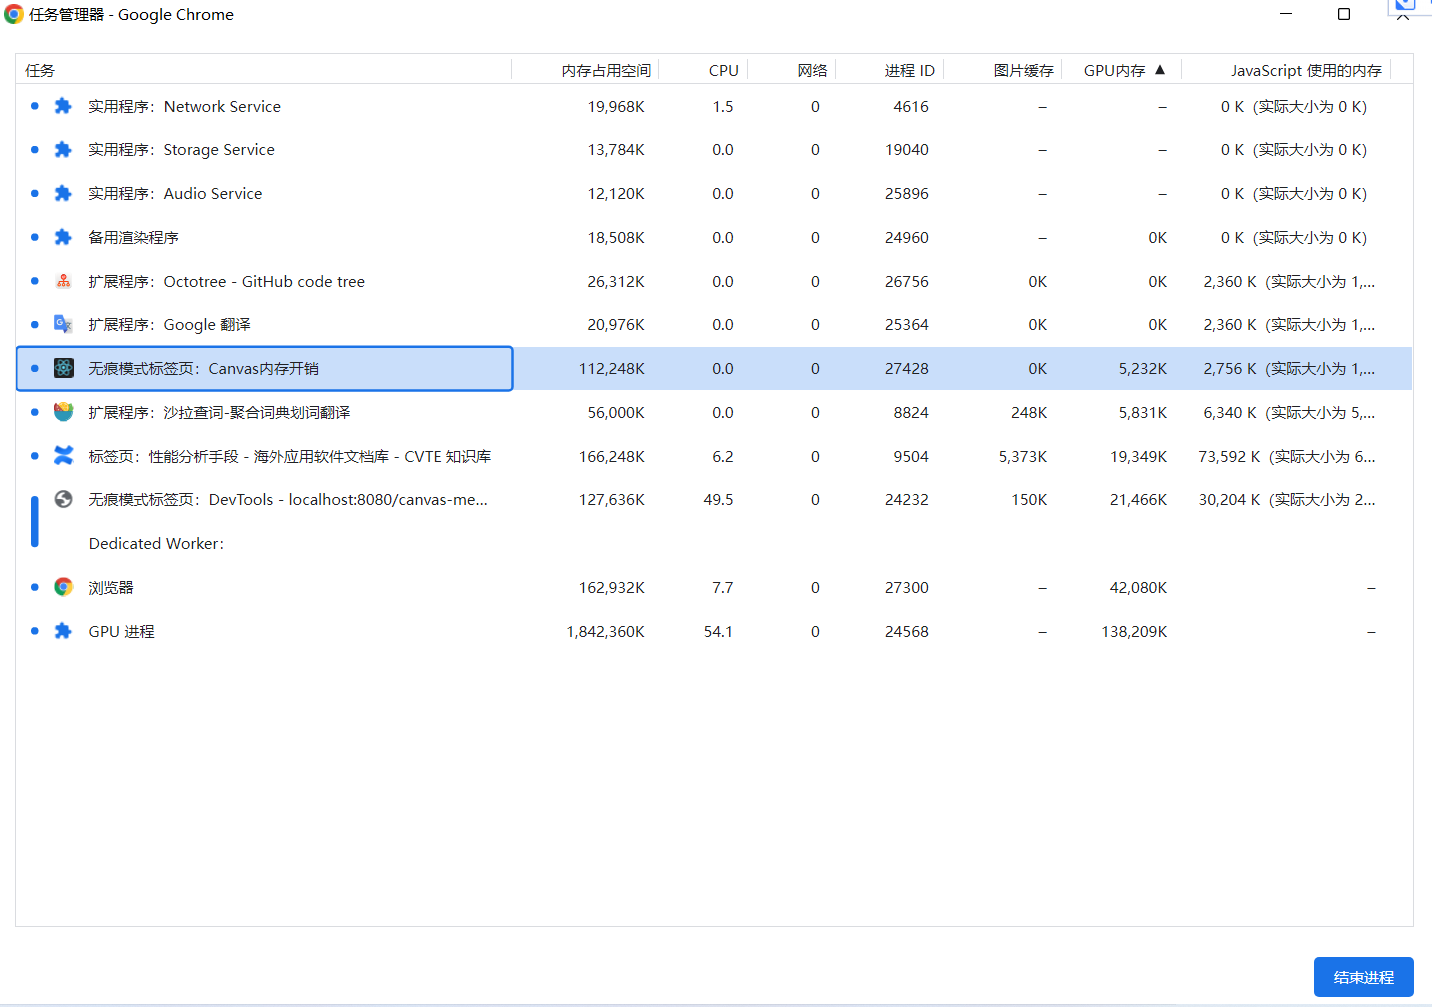 任务管理器 - Google Chrome
任务 内存占用空间 CPU 网络 进程 ID 图片缓存 GPU内存 ▲ JavaScript 使用的内存
实用程序：Network Service 19,968K 1.5 0 4616 – – 0 K (实际大小为 0 K)
实用程序：Storage Service 13,784K 0.0 0 19040 – – 0 K (实际大小为 0 K)
实用程序：Audio Service 12,120K 0.0 0 25896 – – 0 K (实际大小为 0 K)
备用渲染程序 18,508K 0.0 0 24960 – 0K 0 K (实际大小为 0 K)
扩展程序：Octotree - GitHub code tree 26,312K 0.0 0 26756 0K 0K 2,360 K (实际大小为 1,...
扩展程序：Google 翻译 20,976K 0.0 0 25364 0K 0K 2,360 K (实际大小为 1,...
无痕模式标签页：Canvas内存开销 112,248K 0.0 0 27428 0K 5,232K 2,756 K (实际大小为 1,...
扩展程序：沙拉查词-聚合词典划词翻译 56,000K 0.0 0 8824 248K 5,831K 6,340 K (实际大小为 5,...
标签页：性能分析手段 - 海外应用软件文档库 - CVTE 知识库 166,248K 6.2 0 9504 5,373K 19,349K 73,592 K (实际大小为 6...
无痕模式标签页：DevTools - localhost:8080/canvas-me... 127,636K 49.5 0 24232 150K 21,466K 30,204 K (实际大小为 2...
Dedicated Worker:
浏览器 162,932K 7.7 0 27300 – 42,080K –
GPU 进程 1,842,360K 54.1 0 24568 – 138,209K –
结束进程